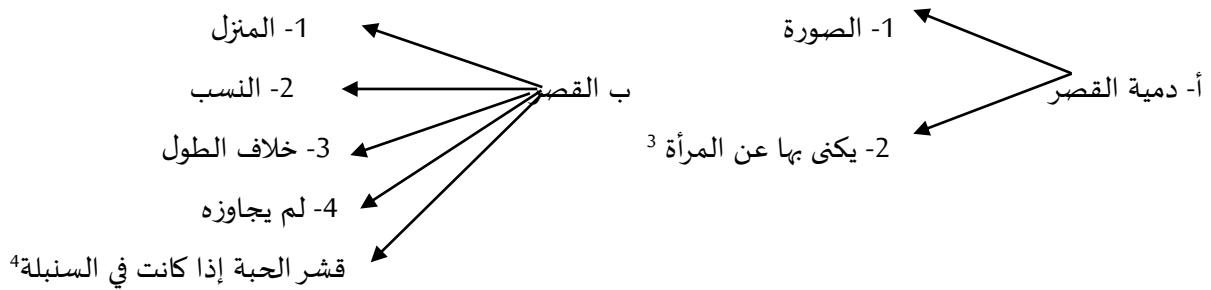 1- الصورة
أ- دمية القصر
2- يكنى بها عن المرأة 3
1- المنزل
2- النسب
ب القصر
3- خلاف الطول
4- لم يجاوزه
قشر الحبة إذا كانت في السنبلة4